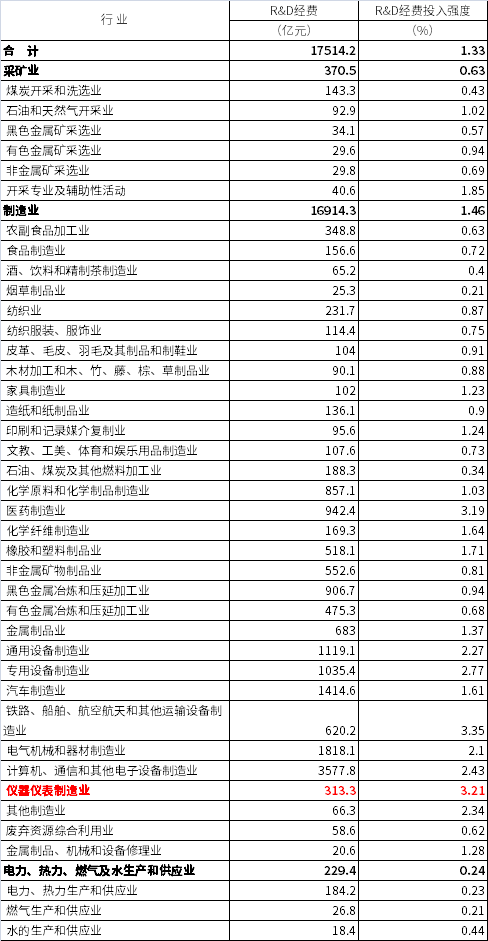 行 业 R&D经费 R&D经费投入强度
（亿元） （%）
合 计 17514.2 1.33
采矿业 370.5 0.63
煤炭开采和洗选业 143.3 0.43
石油和天然气开采业 92.9 1.02
黑色金属矿采选业 34.1 0.57
有色金属矿采选业 29.6 0.94
非金属矿采选业 29.8 0.69
开采专业及辅助性活动 40.6 1.85
制造业 16914.3 1.46
农副食品加工业 348.8 0.63
食品制造业 156.6 0.72
酒、饮料和精制茶制造业 65.2 0.4
烟草制品业 25.3 0.21
纺织业 231.7 0.87
纺织服装、服饰业 114.4 0.75
皮革、毛皮、羽毛及其制品和制鞋业 104 0.91
木材加工和木、竹、藤、棕、草制品业 90.1 0.88
家具制造业 102 1.23
造纸和纸制品业 136.1 0.9
印刷和记录媒介复制业 95.6 1.24
文教、工美、体育和娱乐用品制造业 107.6 0.73
石油、煤炭及其他燃料加工业 188.3 0.34
化学原料和化学制品制造业 857.1 1.03
医药制造业 942.4 3.19
化学纤维制造业 169.3 1.64
橡胶和塑料制品业 518.1 1.71
非金属矿物制品业 552.6 0.81
黑色金属冶炼和压延加工业 906.7 0.94
有色金属冶炼和压延加工业 475.3 0.68
金属制品业 683 1.37
通用设备制造业 1119.1 2.27
专用设备制造业 1035.4 2.77
汽车制造业 1414.6 1.61
铁路、船舶、航空航天和其他运输设备制
造业 620.2 3.35
电气机械和器材制造业 1818.1 2.1
计算机、通信和其他电子设备制造业 3577.8 2.43
仪器仪表制造业 313.3 3.21
其他制造业 66.3 2.34
废弃资源综合利用业 58.6 0.62
金属制品、机械和设备修理业 20.6 1.28
电力、热力、燃气及水生产和供应业 229.4 0.24
电力、热力生产和供应业 184.2 0.23
燃气生产和供应业 26.8 0.21
水的生产和供应业 18.4 0.44